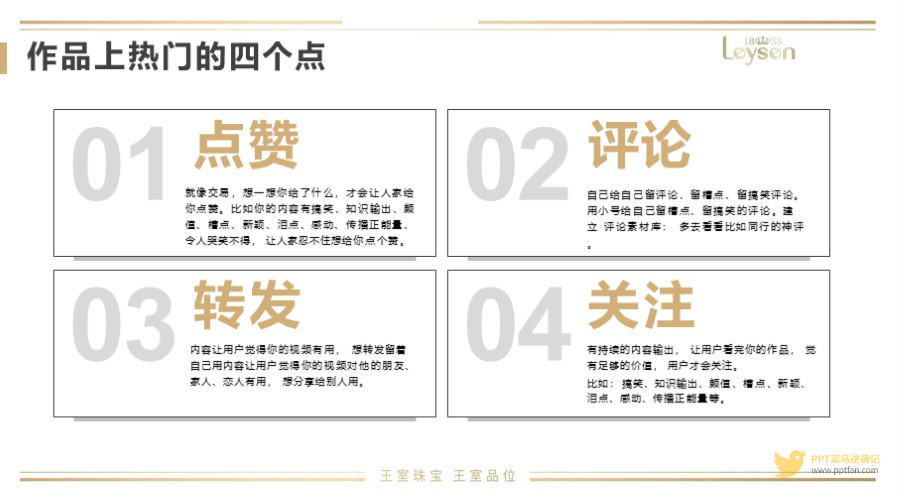 作品上热门的四个点
1855
Leysen
01
点赞
就像交易，想一想你给了什么，才会让人家给
你点赞。比如你的内容有搞笑、知识输出、颜
值、槽点、新颖、泪点、感动、传播正能量、
令人哭笑不得， 让人家忍不住想给你点个赞。
02
评论
自己给自己留评论、留槽点、留搞笑评论。
用小号给自己留槽点、留搞笑的评论。建
立 评论素材库： 多去看看比如同行的神评
。
03
转发
内容让用户觉得你的视频有用， 想转发留着
自己用内容让用户觉得你的视频对他的朋友、
家人、恋人有用， 想分享给别人用。
04
关注
有持续的内容输出， 让用户看完你的作品， 觉
有足够的价值， 用户才会关注。
比如： 搞笑、知识输出、颜值、槽点、新颖、
泪点、感动、传播正能量等。
王室珠宝 王室品位
PPT菜鸟逆袭记
www.pptfan.com